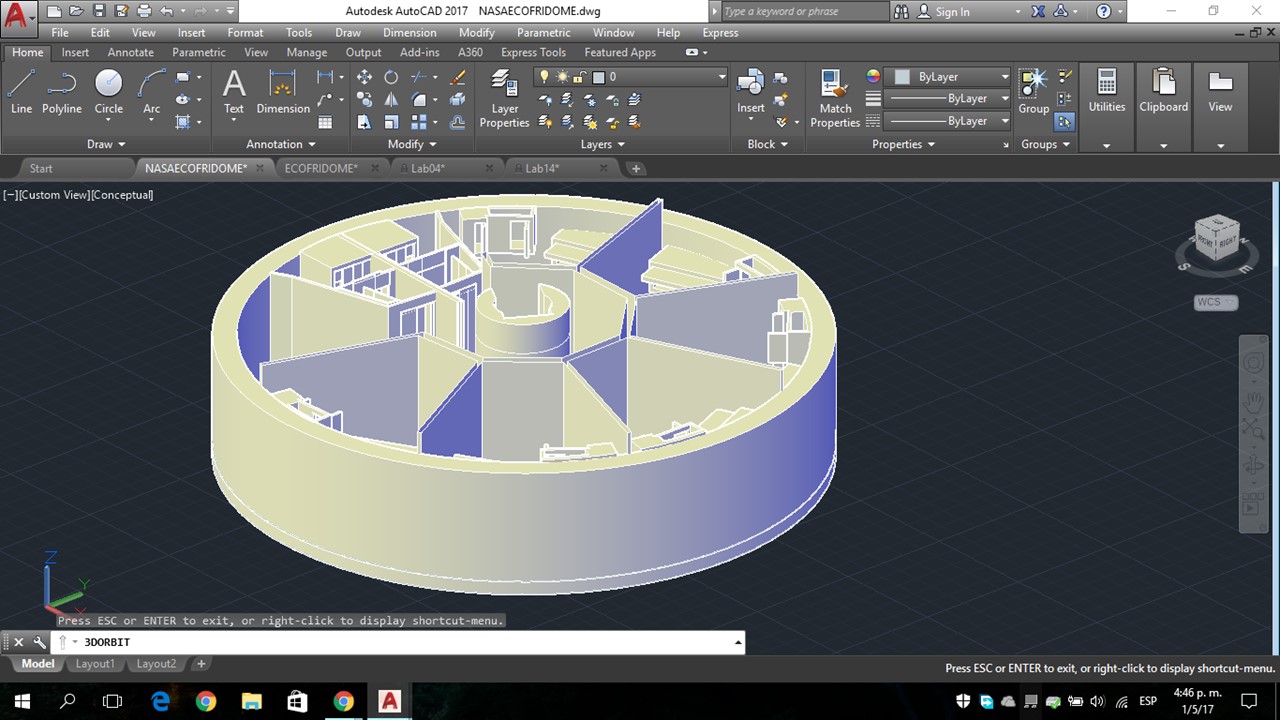 Autodesk AutoCAD 2017 NASAECOFRIDOME.dwg
Type a keyword or phrase
Sign In
File Edit View Insert Format Tools Draw Dimension Modify Parametric Window Help Express
Home Insert Annotate Parametric View Manage Output Add-ins A360 Express Tools Featured Apps
0
ByLayer
ByLayer
ByLayer
Line Polyline Circle Arc Text Dimension Layer Properties Insert Match Properties Group Utilities Clipboard View
Draw Annotation Modify Layers Block Properties Groups
Start NASAECOFRIDOME* ECOFRIDOME* Lab04* Lab14*
[−][Custom View][Conceptual]
RIGHT
S
E
WCS
Z
Y
X
Press ESC or ENTER to exit, or right-click to display shortcut-menu.
3DORBIT
Model Layout1 Layout2
Press ESC or ENTER to exit, or right-click to display shortcut-menu.
ESP
4:46 p. m.
1/5/17